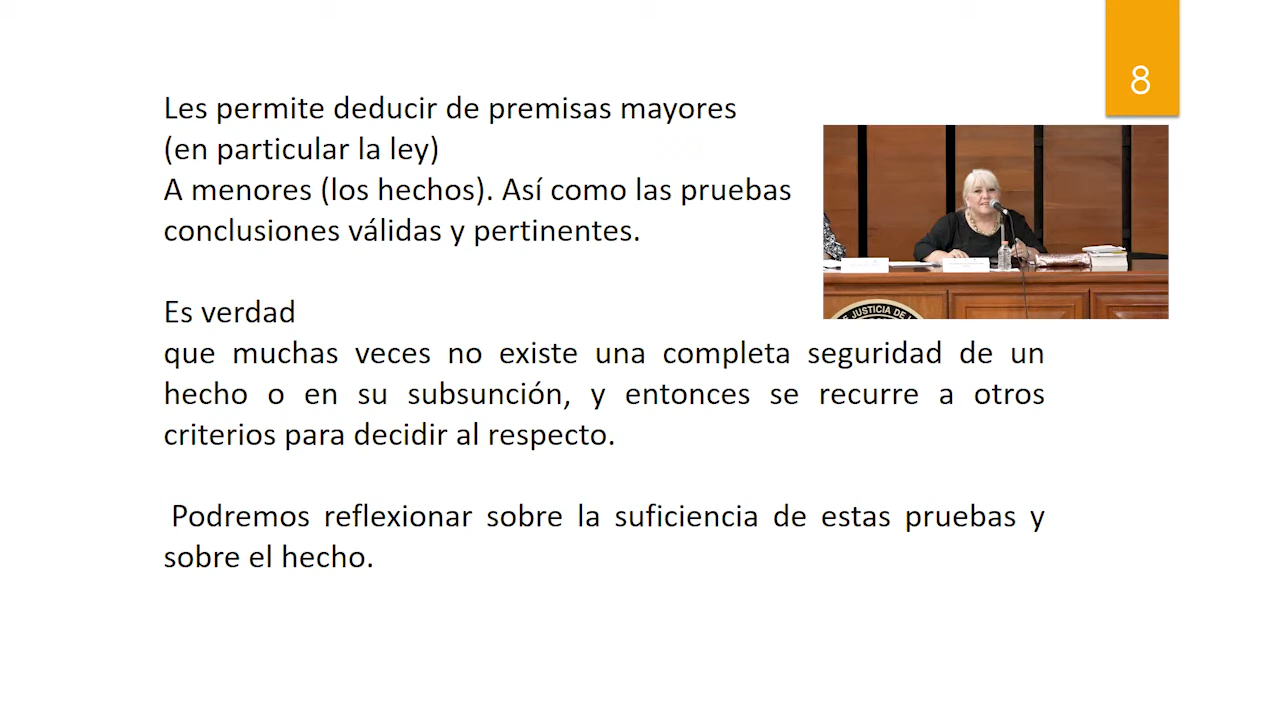 8
Les permite deducir de premisas mayores
(en particular la ley)
A menores (los hechos). Así como las pruebas
conclusiones válidas y pertinentes.
Es verdad
que muchas veces no existe una completa seguridad de un
hecho o en su subsunción, y entonces se recurre a otros
criterios para decidir al respecto.
Podremos reflexionar sobre la suficiencia de estas pruebas y
sobre el hecho.
DE JUSTICIA DE